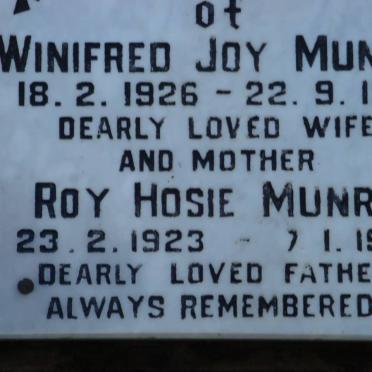 of
WINIFRED JOY MUN
18. 2. 1926 - 22. 9. 1
DEARLY LOVED WIFE
AND MOTHER
ROY HOSIE MUNR
23. 2. 1923 - 7 1. 19
DEARLY LOVED FATHE
ALWAYS REMEMBERED